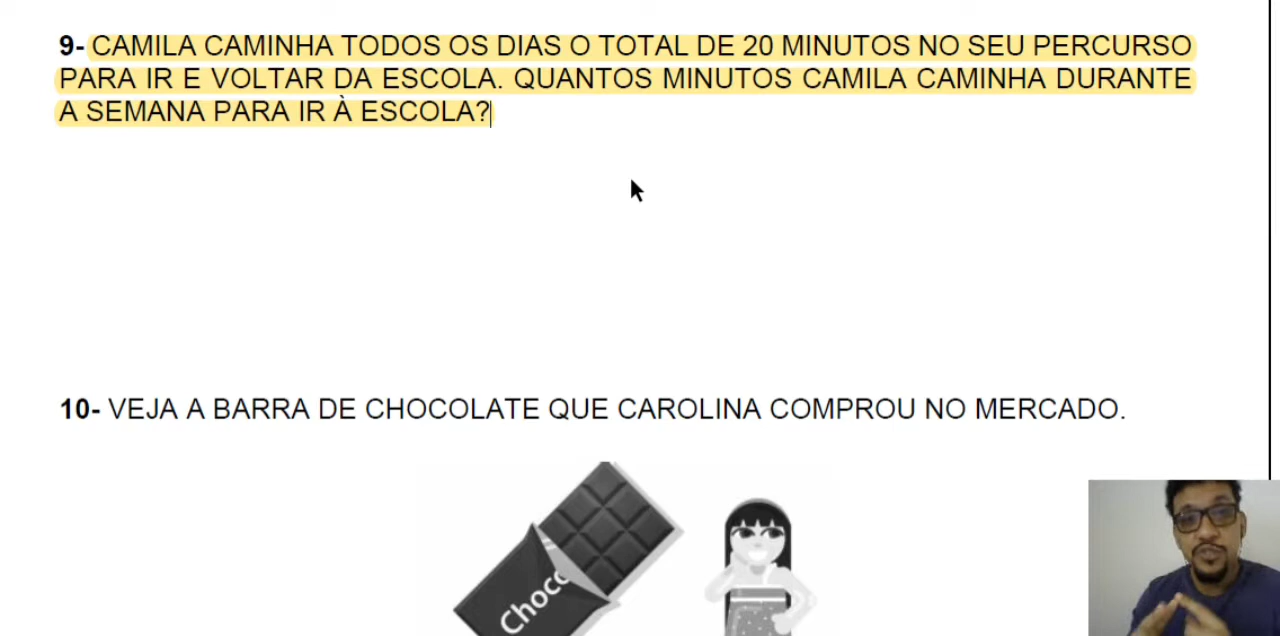 9- CAMILA CAMINHA TODOS OS DIAS O TOTAL DE 20 MINUTOS NO SEU PERCURSO
PARA IR E VOLTAR DA ESCOLA. QUANTOS MINUTOS CAMILA CAMINHA DURANTE
A SEMANA PARA IR À ESCOLA?
10- VEJA A BARRA DE CHOCOLATE QUE CAROLINA COMPROU NO MERCADO.
Choco